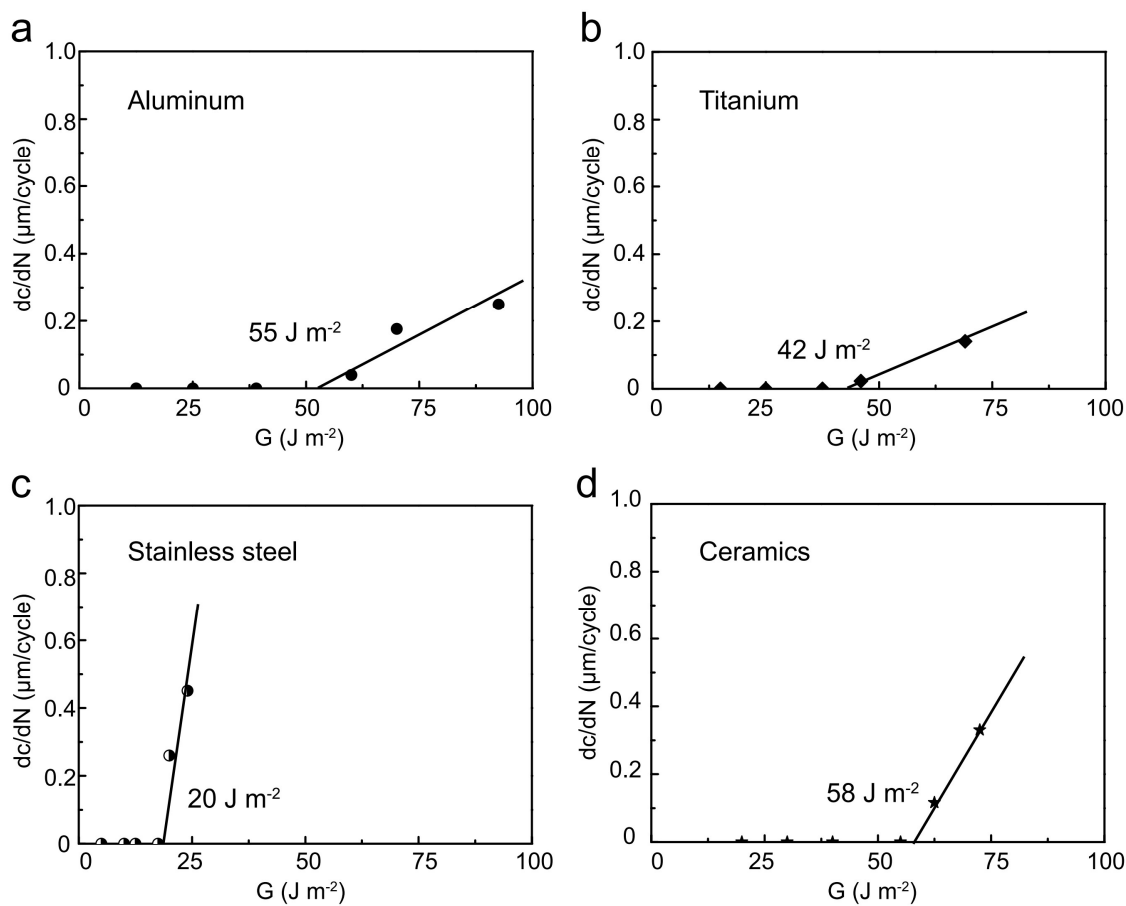 a
1.0
0.8
0.6
0.4
0.2
0
dc/dN (µm/cycle)
Aluminum
55 J m-2
0 25 50 75 100
G (J m-2)
b
1.0
0.8
0.6
0.4
0.2
0
dc/dN (µm/cycle)
Titanium
42 J m-2
0 25 50 75 100
G (J m-2)
c
1.0
0.8
0.6
0.4
0.2
0
dc/dN (µm/cycle)
Stainless steel
20 J m-2
0 25 50 75 100
G (J m-2)
d
1.0
0.8
0.6
0.4
0.2
0
dc/dN (µm/cycle)
Ceramics
58 J m-2
0 25 50 75 100
G (J m-2)